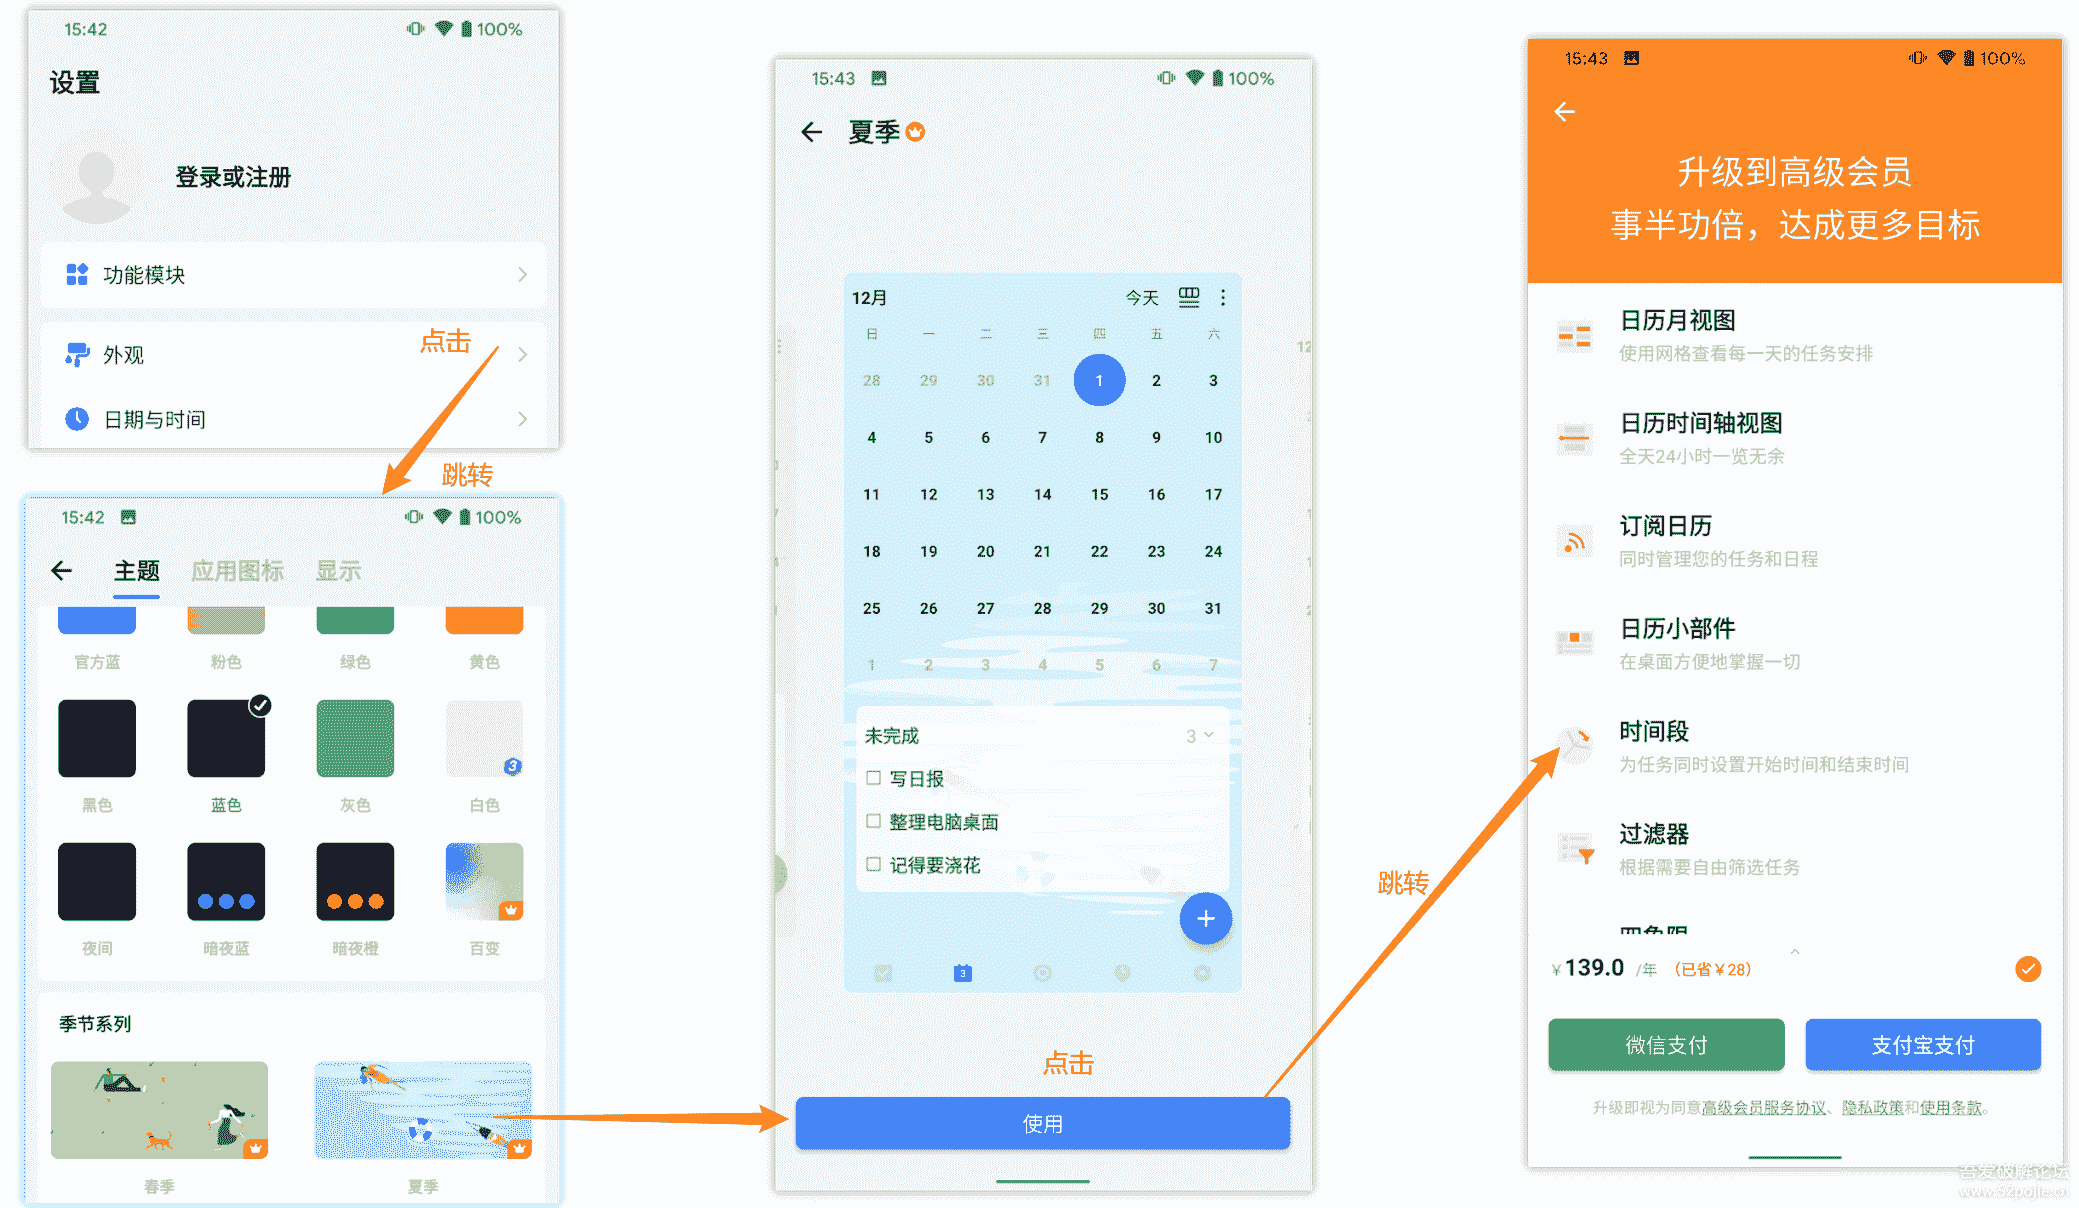 15:42 100%
设置
登录或注册
功能模块
外观
点击
日期与时间
跳转
15:42 100%
主题 应用图标 显示
官方蓝 粉色 绿色 黄色
3
黑色 蓝色 灰色 白色
夜间 暗夜蓝 暗夜橙 百变
季节系列
春季 夏季
15:43 100%
夏季
12月 今天
日 一 二 三 四 五 六
28 29 30 31 1 2 3
4 5 6 7 8 9 10
11 12 13 14 15 16 17
18 19 20 21 22 23 24
25 26 27 28 29 30 31
1 2 3 4 5 6 7
未完成 3
写日报
整理电脑桌面
记得要浇花
+
3
点击
使用
跳转
15:43 100%
升级到高级会员
事半功倍，达成更多目标
日历月视图
使用网格查看每一天的任务安排
日历时间轴视图
全天24小时一览无余
订阅日历
同时管理您的任务和日程
日历小部件
在桌面方便地掌握一切
时间段
为任务同时设置开始时间和结束时间
过滤器
根据需要自由筛选任务
四象限
¥139.0 /年 （已省¥28）
微信支付 支付宝支付
升级即视为同意高级会员服务协议、隐私政策和使用条款。
吾爱破解论坛
www.52pojie.cn